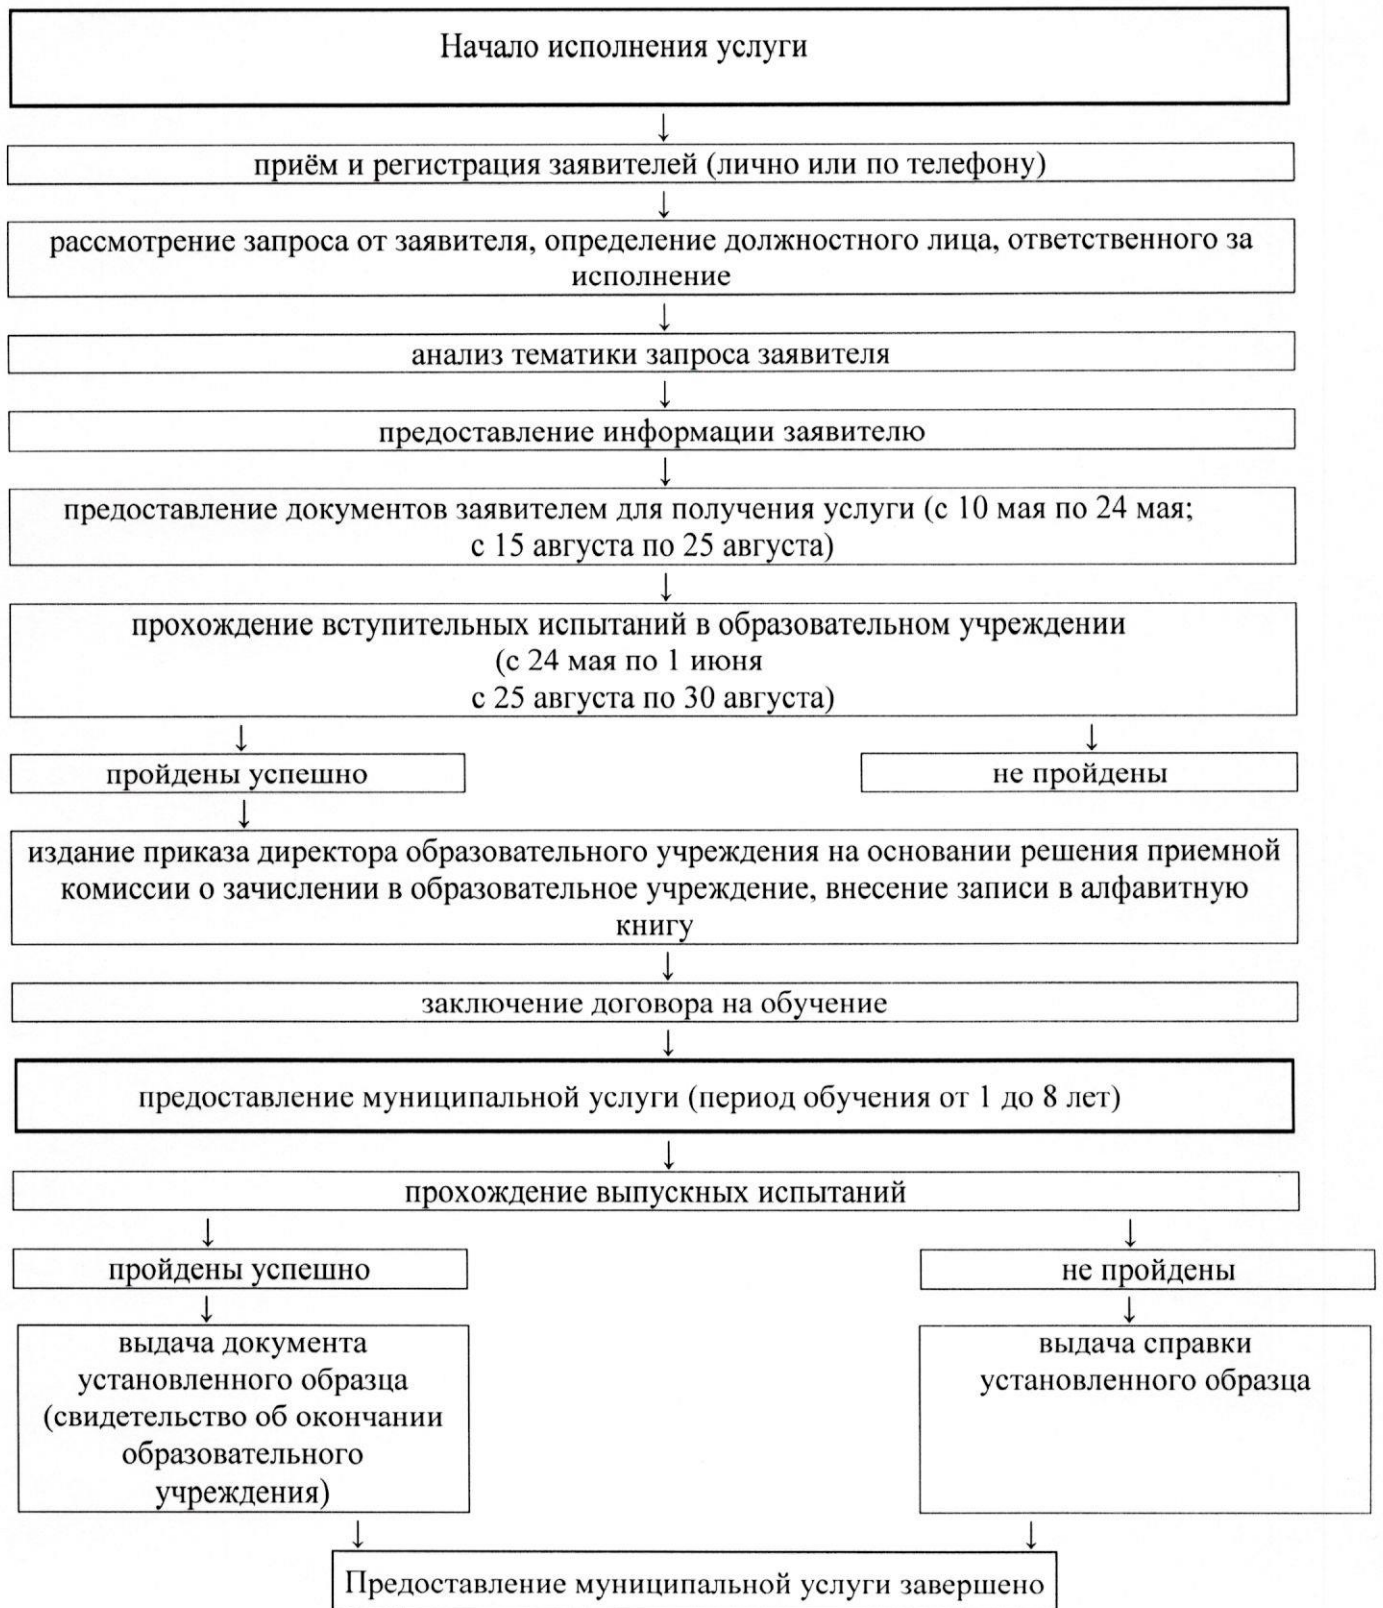 Начало исполнения услуги
↓
приём и регистрация заявителей (лично или по телефону)
↓
рассмотрение запроса от заявителя, определение должностного лица, ответственного за
исполнение
↓
анализ тематики запроса заявителя
↓
предоставление информации заявителю
↓
предоставление документов заявителем для получения услуги (с 10 мая по 24 мая;
с 15 августа по 25 августа)
↓
прохождение вступительных испытаний в образовательном учреждении
(с 24 мая по 1 июня
с 25 августа по 30 августа)
↓ ↓
пройдены успешно
не пройдены
↓
издание приказа директора образовательного учреждения на основании решения приемной
комиссии о зачислении в образовательное учреждение, внесение записи в алфавитную
книгу
↓
заключение договора на обучение
↓
предоставление муниципальной услуги (период обучения от 1 до 8 лет)
↓
прохождение выпускных испытаний
↓ ↓
пройдены успешно
не пройдены
↓ ↓
выдача документа
установленного образца
(свидетельство об окончании
образовательного
учреждения)
выдача справки
установленного образца
↓ ↓
Предоставление муниципальной услуги завершено